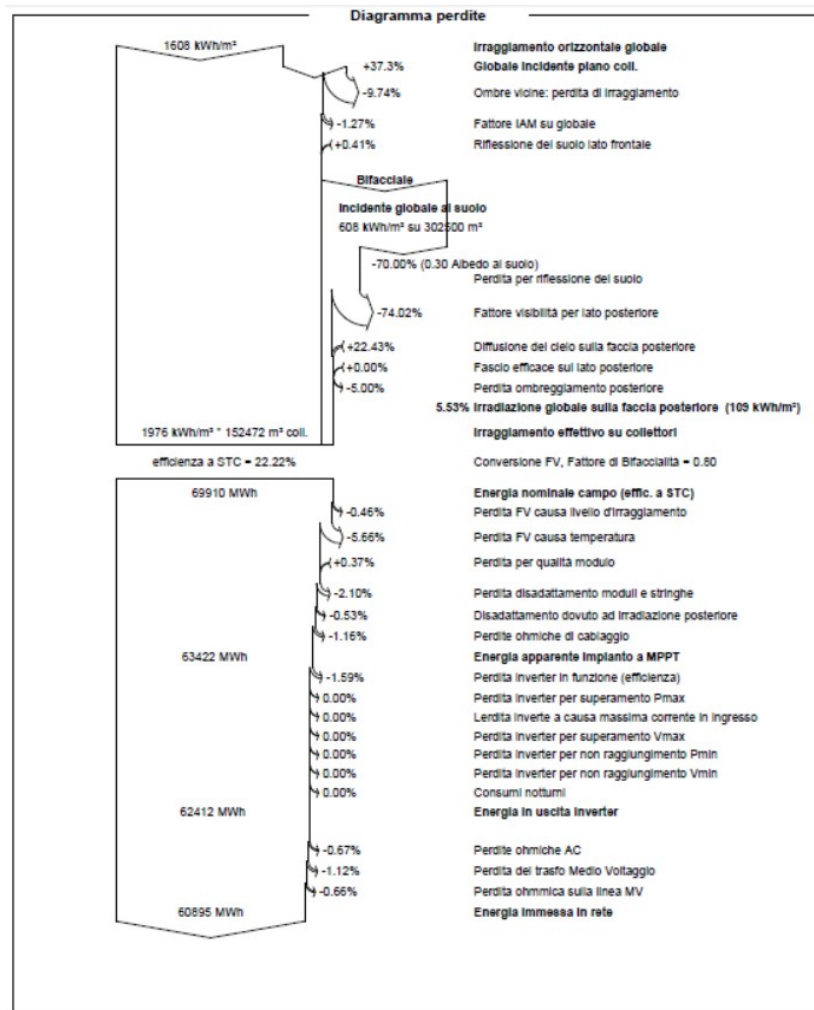 Diagramma perdite
1608 kWh/m² Irraggiamento orizzontale globale
+37.3% Globale incidente piano coll.
-9.74% Ombre vicine: perdita di irraggiamento
-1.27% Fattore IAM su globale
+0.41% Riflessione del suolo lato frontale
Bifacciale
Incidente globale al suolo
608 kWh/m² su 302500 m²
-70.00% (0.30 Albedo al suolo)
Perdita per riflessione del suolo
-74.02% Fattore visibilità per lato posteriore
+22.43% Diffusione del cielo sulla faccia posteriore
+0.00% Fascio efficace sul lato posteriore
-5.00% Perdita ombreggiamento posteriore
5.53% Irradiazione globale sulla faccia posteriore (109 kWh/m²)
1976 kWh/m² * 152472 m² coll. Irraggiamento effettivo su collettori
efficienza a STC = 22.22% Conversione FV, Fattore di Bifaccialità = 0.80
69910 MWh Energia nominale campo (effic. a STC)
-0.46% Perdita FV causa livello d'irraggiamento
-5.66% Perdita FV causa temperatura
+0.37% Perdita per qualità modulo
-2.10% Perdita disadattamento moduli e stringhe
-0.53% Disadattamento dovuto ad irradiazione posteriore
-1.16% Perdite ohmiche di cablaggio
63422 MWh Energia apparente impianto a MPPT
-1.59% Perdita inverter in funzione (efficienza)
0.00% Perdita inverter per superamento Pmax
0.00% Lerdita inverte a causa massima corrente in ingresso
0.00% Perdita inverter per superamento Vmax
0.00% Perdita inverter per non raggiungimento Pmin
0.00% Perdita inverter per non raggiungimento Vmin
0.00% Consumi notturni
62412 MWh Energia in uscita inverter
-0.67% Perdite ohmiche AC
-1.12% Perdita del trasfo Medio Voltaggio
-0.66% Perdita ohmmica sulla linea MV
60895 MWh Energia immessa in rete